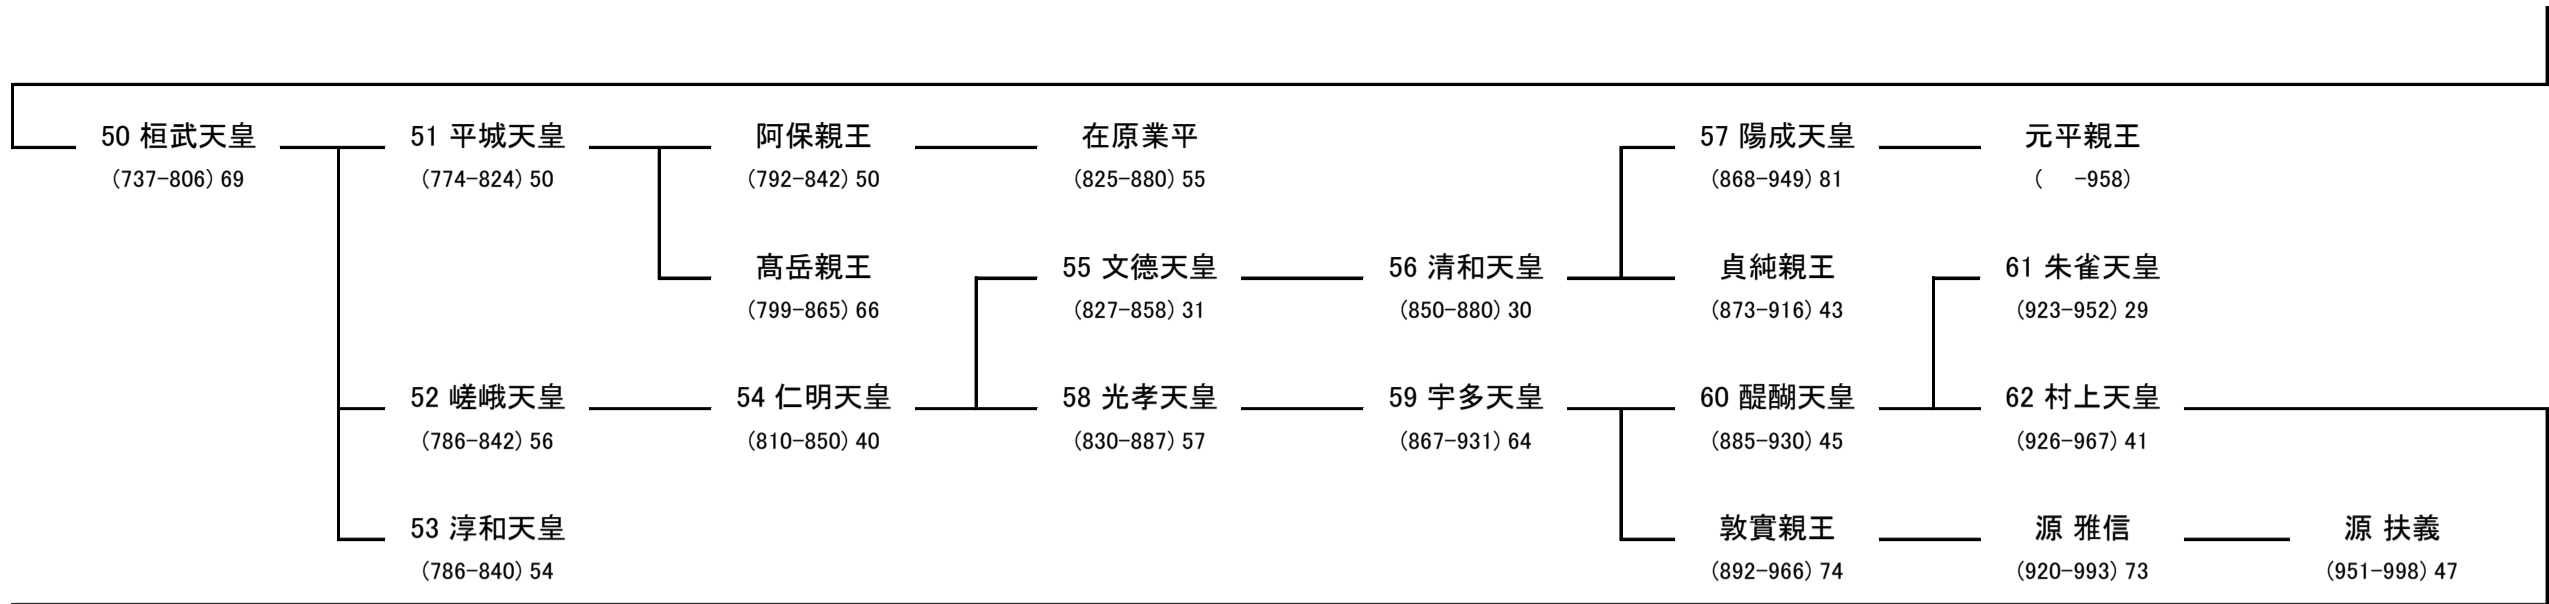 50 桓武天皇 51 平城天皇 阿保親王 在原業平 57 陽成天皇 元平親王
(737-806) 69 (774-824) 50 (792-842) 50 (825-880) 55 (868-949) 81 ( -958)
髙岳親王 55 文徳天皇 56 清和天皇 貞純親王 61 朱雀天皇
(799-865) 66 (827-858) 31 (850-880) 30 (873-916) 43 (923-952) 29
52 嵯峨天皇 54 仁明天皇 58 光孝天皇 59 宇多天皇 60 醍醐天皇 62 村上天皇
(786-842) 56 (810-850) 40 (830-887) 57 (867-931) 64 (885-930) 45 (926-967) 41
53 淳和天皇 敦實親王 源 雅信 源 扶義
(786-840) 54 (892-966) 74 (920-993) 73 (951-998) 47